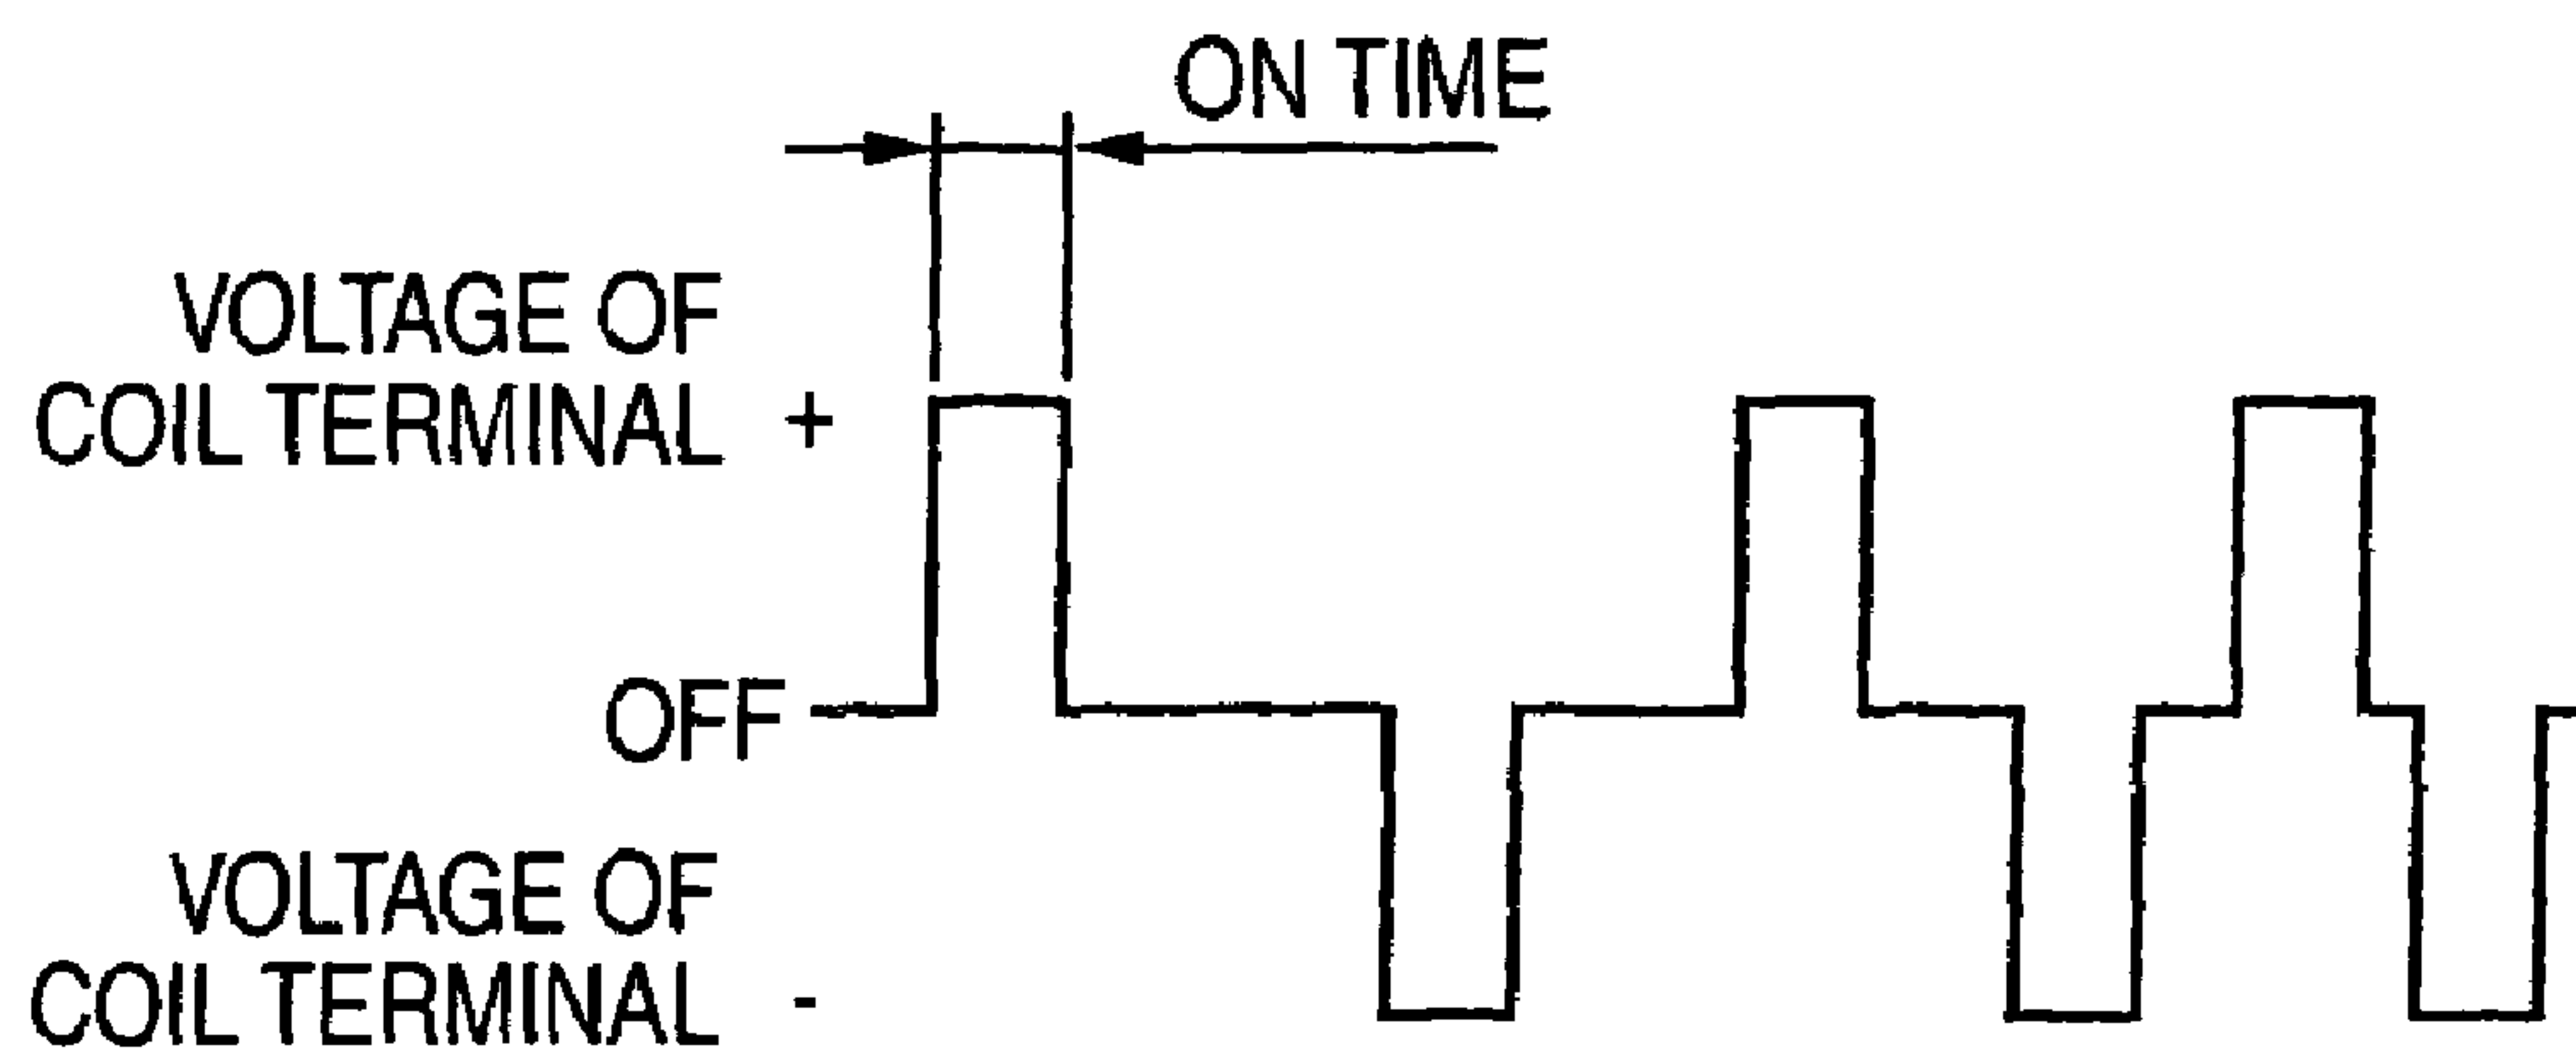 ON TIME
VOLTAGE OF
COIL TERMINAL +
OFF
VOLTAGE OF
COIL TERMINAL -